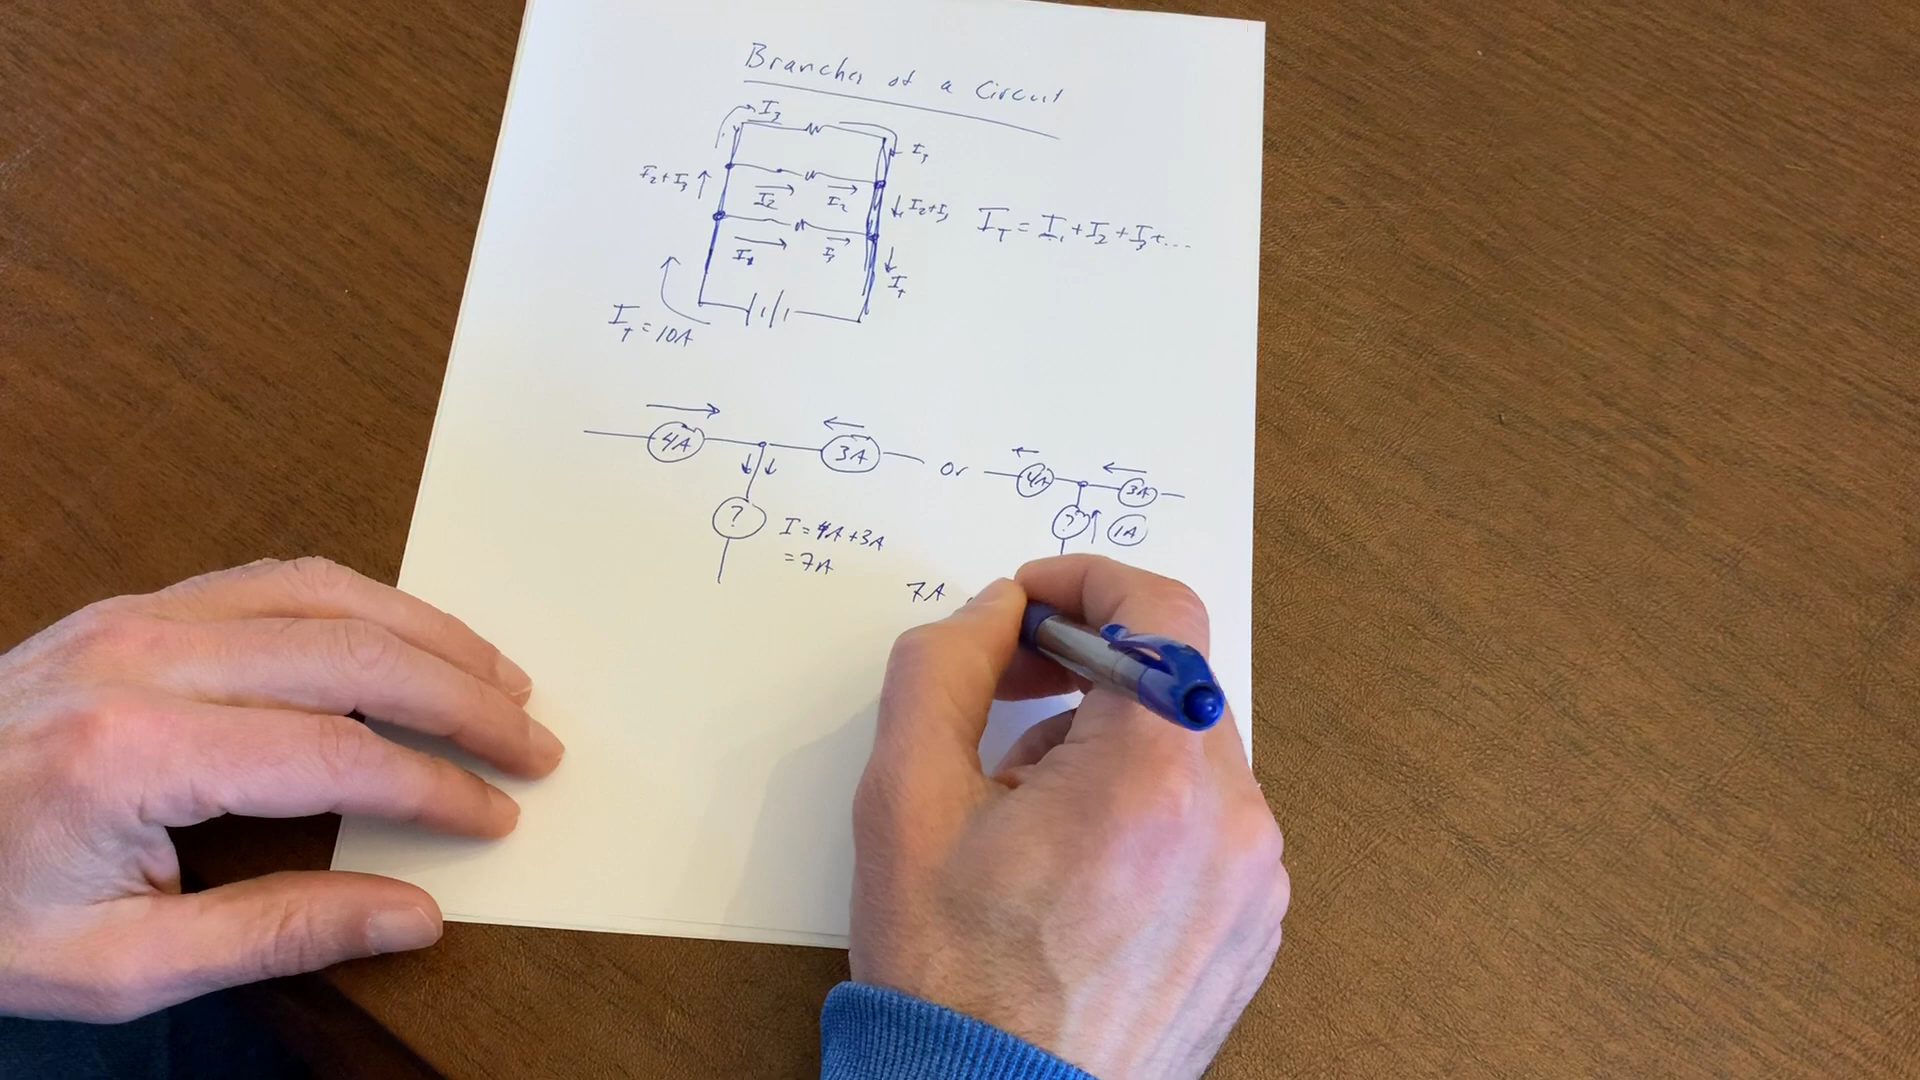 Branches of a Circuit
I3
I3
I2+I3
I2
I2
I2+I3
IT = I1 + I2 + I3 + ...
I1
I1
IT
IT = 10A
4A
3A
or
4A
3A
?
?
1A
I = 4A + 3A
= 7A
7A